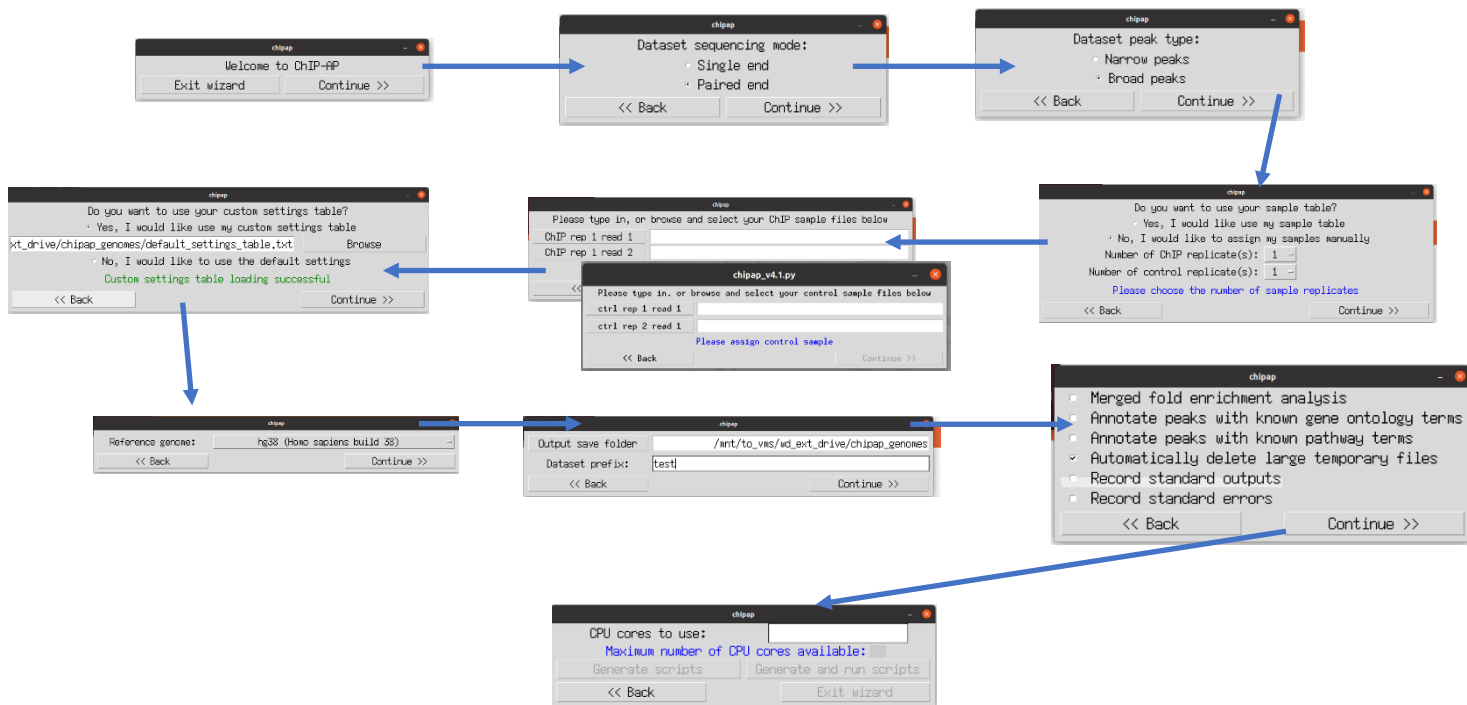 chipap
Welcome to ChIP-AP
Exit wizard Continue >>
chipap
Dataset sequencing mode:
Single end
Paired end
<< Back Continue >>
chipap
Dataset peak type:
Narrow peaks
Broad peaks
<< Back Continue >>
chipap
Do you want to use your sample table?
Yes, I would like use my sample table
No, I would like to assign my samples manually
Number of ChIP replicate(s): 1
Number of control replicate(s): 1
Please choose the number of sample replicates
<< Back Continue >>
chipap
Please type in, or browse and select your ChIP sample files below
ChIP rep 1 read 1
ChIP rep 1 read 2
<<
chipap_v4.1.py
Please type in. or browse and select your control sample files below
ctrl rep 1 read 1
ctrl rep 2 read 1
Please assign control sample
<< Back Continue >>
chipap
Do you want to use your custom settings table?
Yes, I would like use my custom settings table
xt_drive/chipap_genomes/default_settings_table.txt Browse
No, I would like to use the default settings
Custom settings table loading successful
<< Back Continue >>
chipap
Reference genome: hg38 (Homo sapiens build 38)
<< Back Continue >>
chipap
Output save folder /mnt/to_vms/wd_ext_drive/chipap_genomes
Dataset prefix: test
<< Back Continue >>
chipap
Merged fold enrichment analysis
Annotate peaks with known gene ontology terms
Annotate peaks with known pathway terms
Automatically delete large temporary files
Record standard outputs
Record standard errors
<< Back Continue >>
chipap
CPU cores to use:
Maximum number of CPU cores available:
Generate scripts Generate and run scripts
<< Back Exit wizard